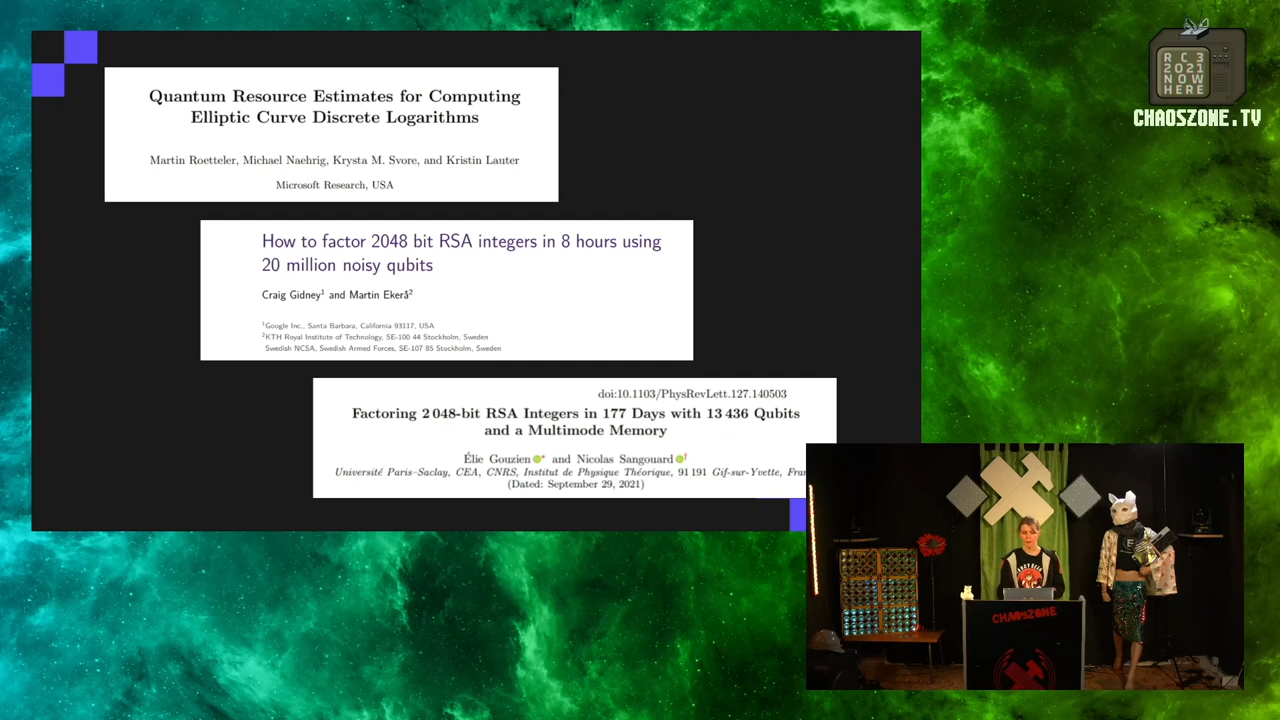 Quantum Resource Estimates for Computing
Elliptic Curve Discrete Logarithms
Martin Roetteler, Michael Naehrig, Krysta M. Svore, and Kristin Lauter
Microsoft Research, USA
How to factor 2048 bit RSA integers in 8 hours using
20 million noisy qubits
Craig Gidney1 and Martin Ekerå2
1Google Inc., Santa Barbara, California 93117, USA
2KTH Royal Institute of Technology, SE-100 44 Stockholm, Sweden
Swedish NCSA, Swedish Armed Forces, SE-107 85 Stockholm, Sweden
doi:10.1103/PhysRevLett.127.140503
Factoring 2 048-bit RSA Integers in 177 Days with 13 436 Qubits
and a Multimode Memory
Élie Gouzien * and Nicolas Sangouard †
Université Paris–Saclay, CEA, CNRS, Institut de Physique Théorique, 91 191 Gif-sur-Yvette,
(Dated: September 29, 2021)
RC3
2021
NOW
HERE
CHAOSZONE.TV
CHAOSZONE